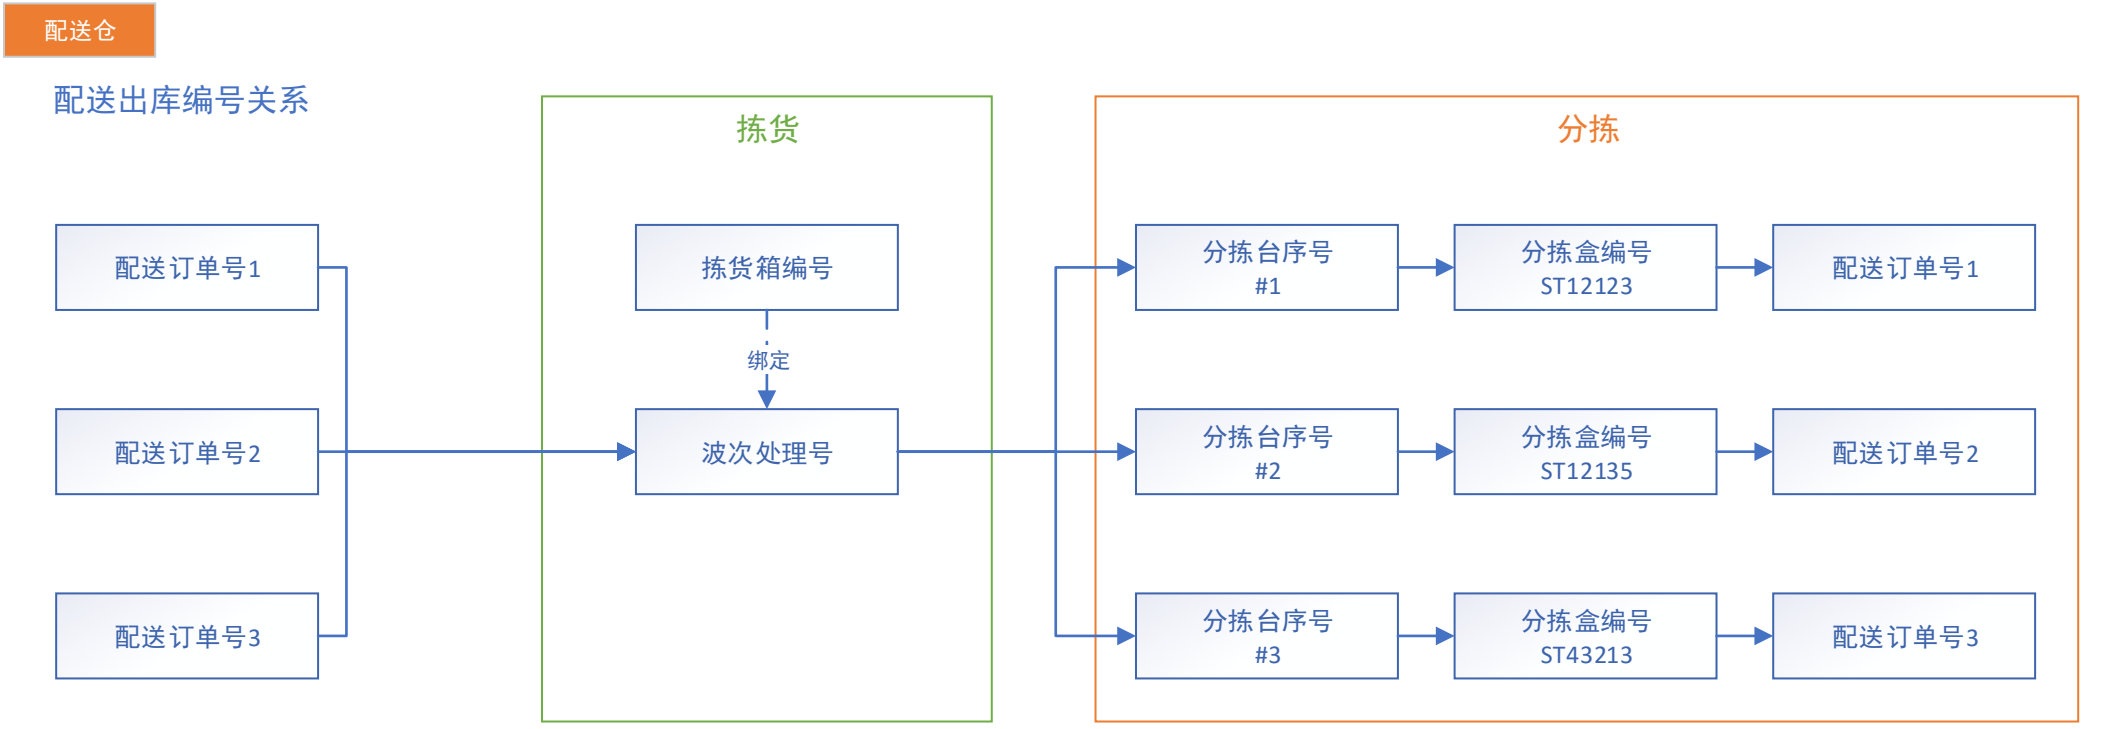 配送仓
配送出库编号关系
拣货
分拣
配送订单号1
拣货箱编号
分拣台序号
#1
分拣盒编号
ST12123
配送订单号1
绑定
配送订单号2
波次处理号
分拣台序号
#2
分拣盒编号
ST12135
配送订单号2
配送订单号3
分拣台序号
#3
分拣盒编号
ST43213
配送订单号3